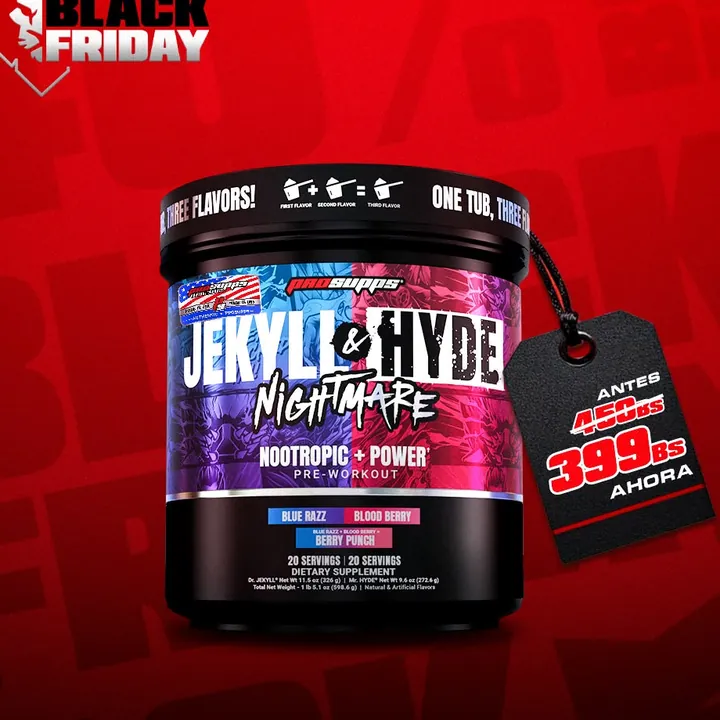 BLACK
FRIDAY
THREE FLAVORS!
FIRST FLAVOR + SECOND FLAVOR = THIRD FLAVOR
ONE TUB, THREE
PROSUPPS
PROSUPPS®
JEKYLL & HYDE
NIGHTMARE
NOOTROPIC + POWER†
PRE-WORKOUT
BLUE RAZZ BLOOD BERRY
BLUE RAZZ + BLOOD BERRY =
BERRY PUNCH
20 SERVINGS | 20 SERVINGS
DIETARY SUPPLEMENT
Dr. JEKYLL® Net Wt 11.5 oz (326 g) | Mr. HYDE® Net Wt 9.6 oz (272.6 g)
Total Net Weight - 1 lb 5.1 oz (598.6 g) | Natural & Artificial Flavors
ANTES
450BS
399BS
AHORA